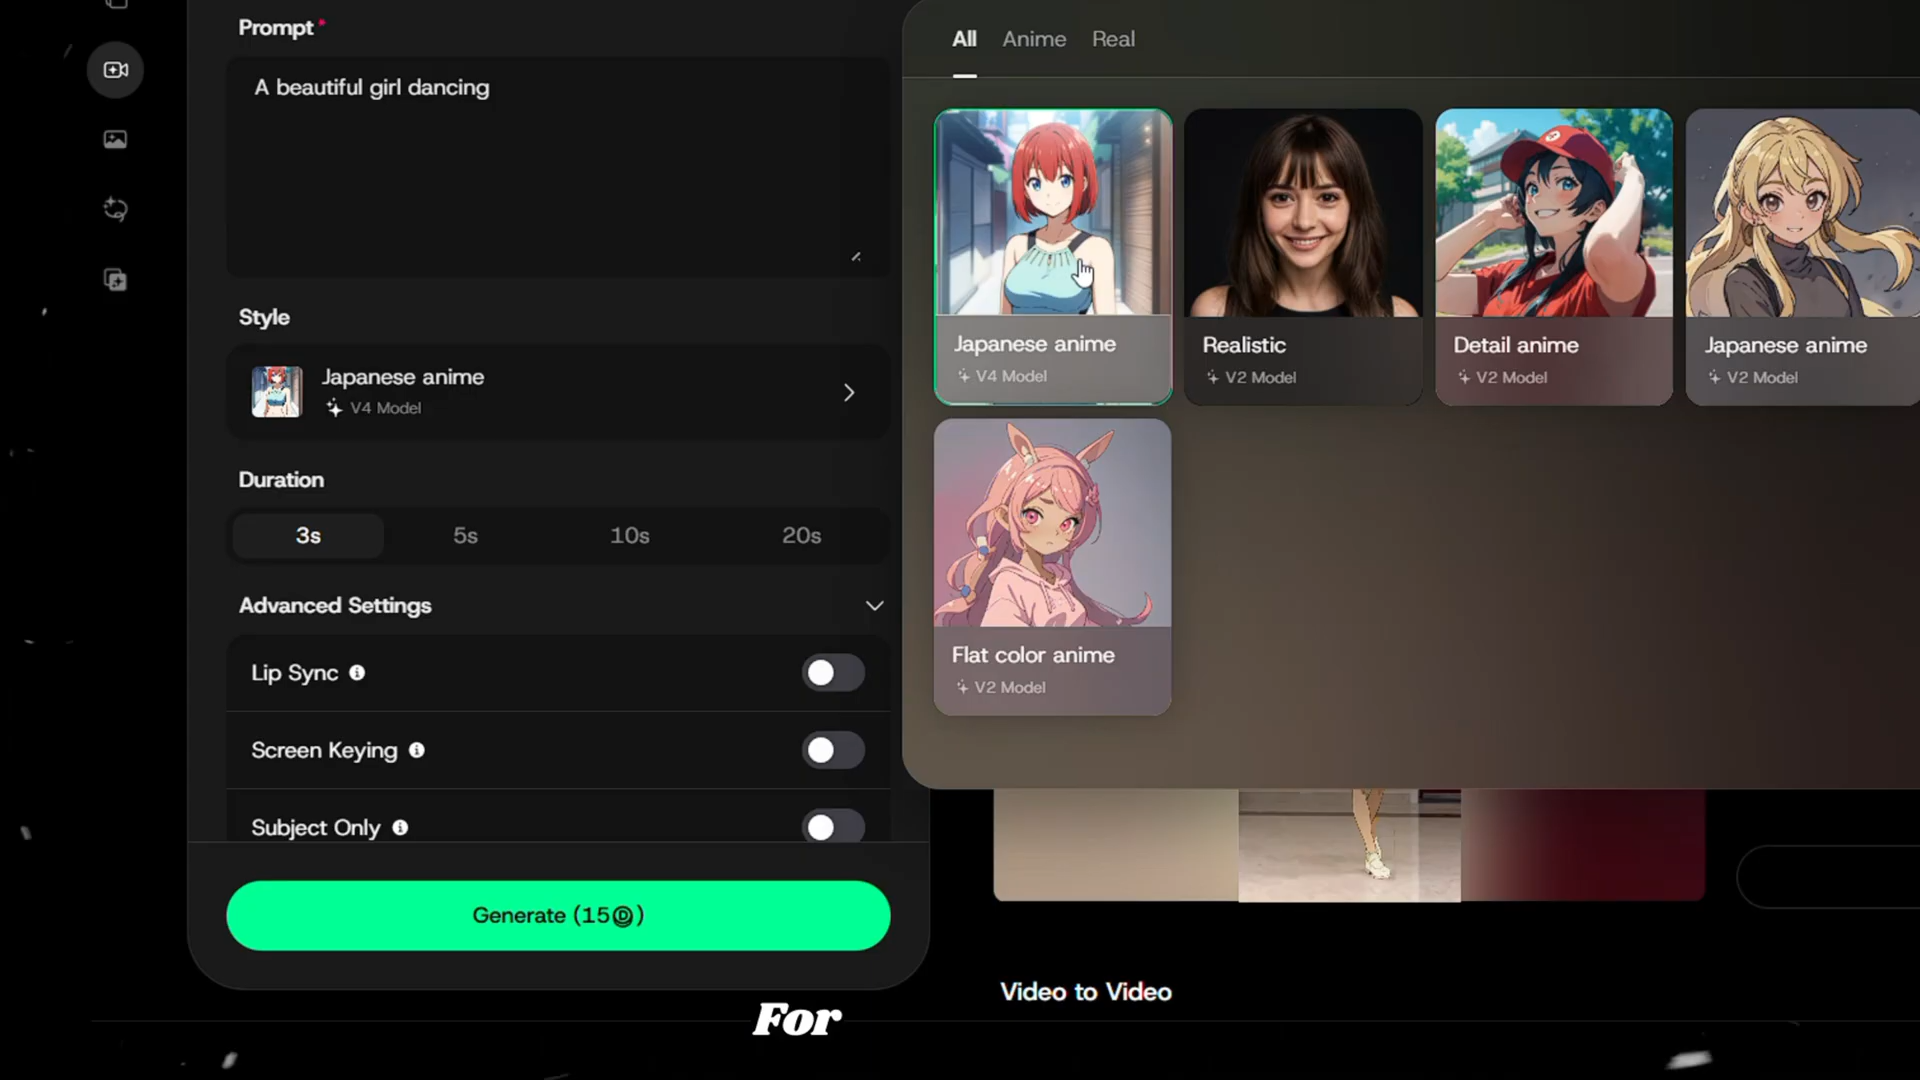 Prompt*
A beautiful girl dancing
Style
Japanese anime
V4 Model
Duration
3s 5s 10s 20s
Advanced Settings
Lip Sync
Screen Keying
Subject Only
Generate (15)
All Anime Real
Japanese anime
V4 Model
Realistic
V2 Model
Detail anime
V2 Model
Japanese anime
V2 Model
Flat color anime
V2 Model
Video to Video
For